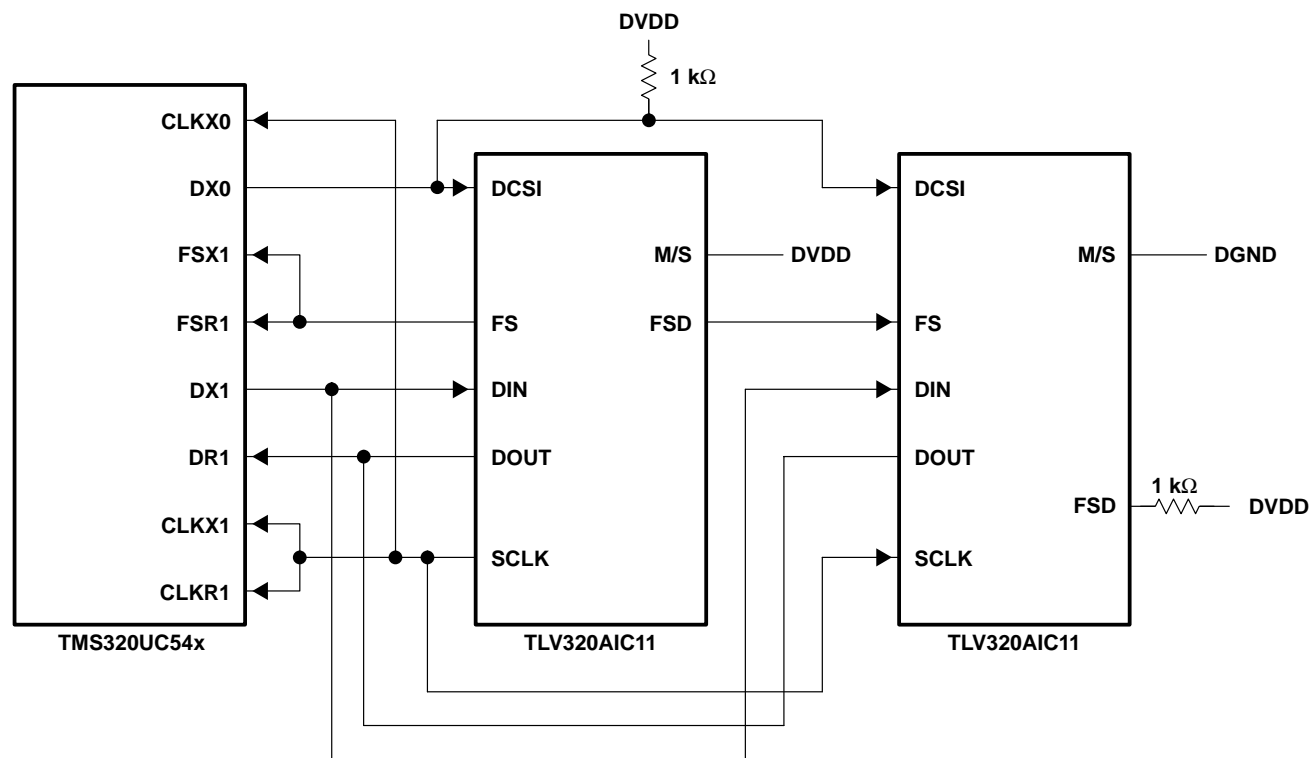 DVDD
1 kΩ
CLKX0
DX0
FSX1
FSR1
DX1
DR1
CLKX1
CLKR1
TMS320UC54x
DCSI
M/S
DVDD
FS
FSD
DIN
DOUT
SCLK
TLV320AIC11
DCSI
M/S
DGND
FS
DIN
DOUT
FSD
1 kΩ
DVDD
SCLK
TLV320AIC11